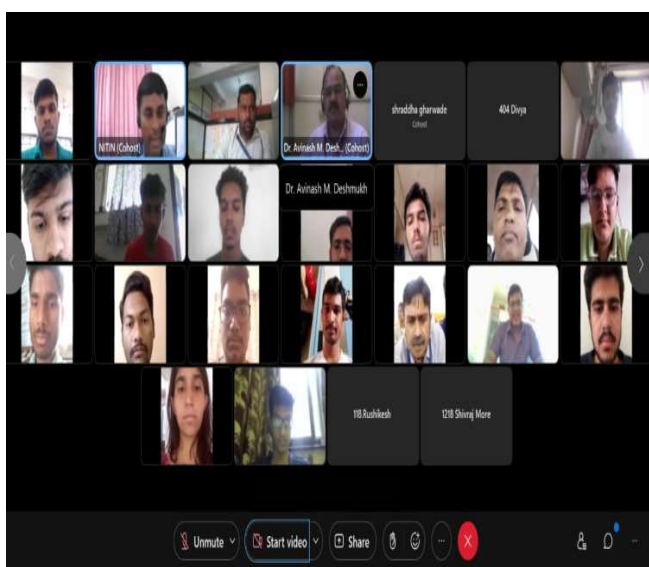 NITIN (Cohost)
Dr. Avinash M. Desh... (Cohost)
shraddha gharwade
Cohost
404 Divya
Dr. Avinash M. Deshmukh
118.Rushikesh
1218 Shivraj More
Unmute
Start video
Share